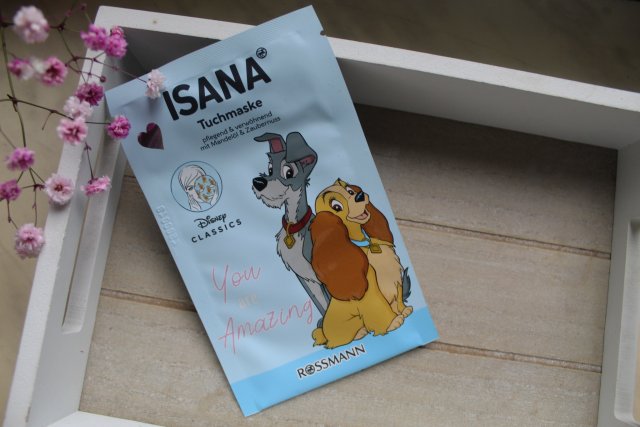 ISANA
Tuchmaske
pflegend & verwöhnend
mit Mandelöl & Zaubernuss
Disney
CLASSICS
You
are
Amazing
ROSSMANN